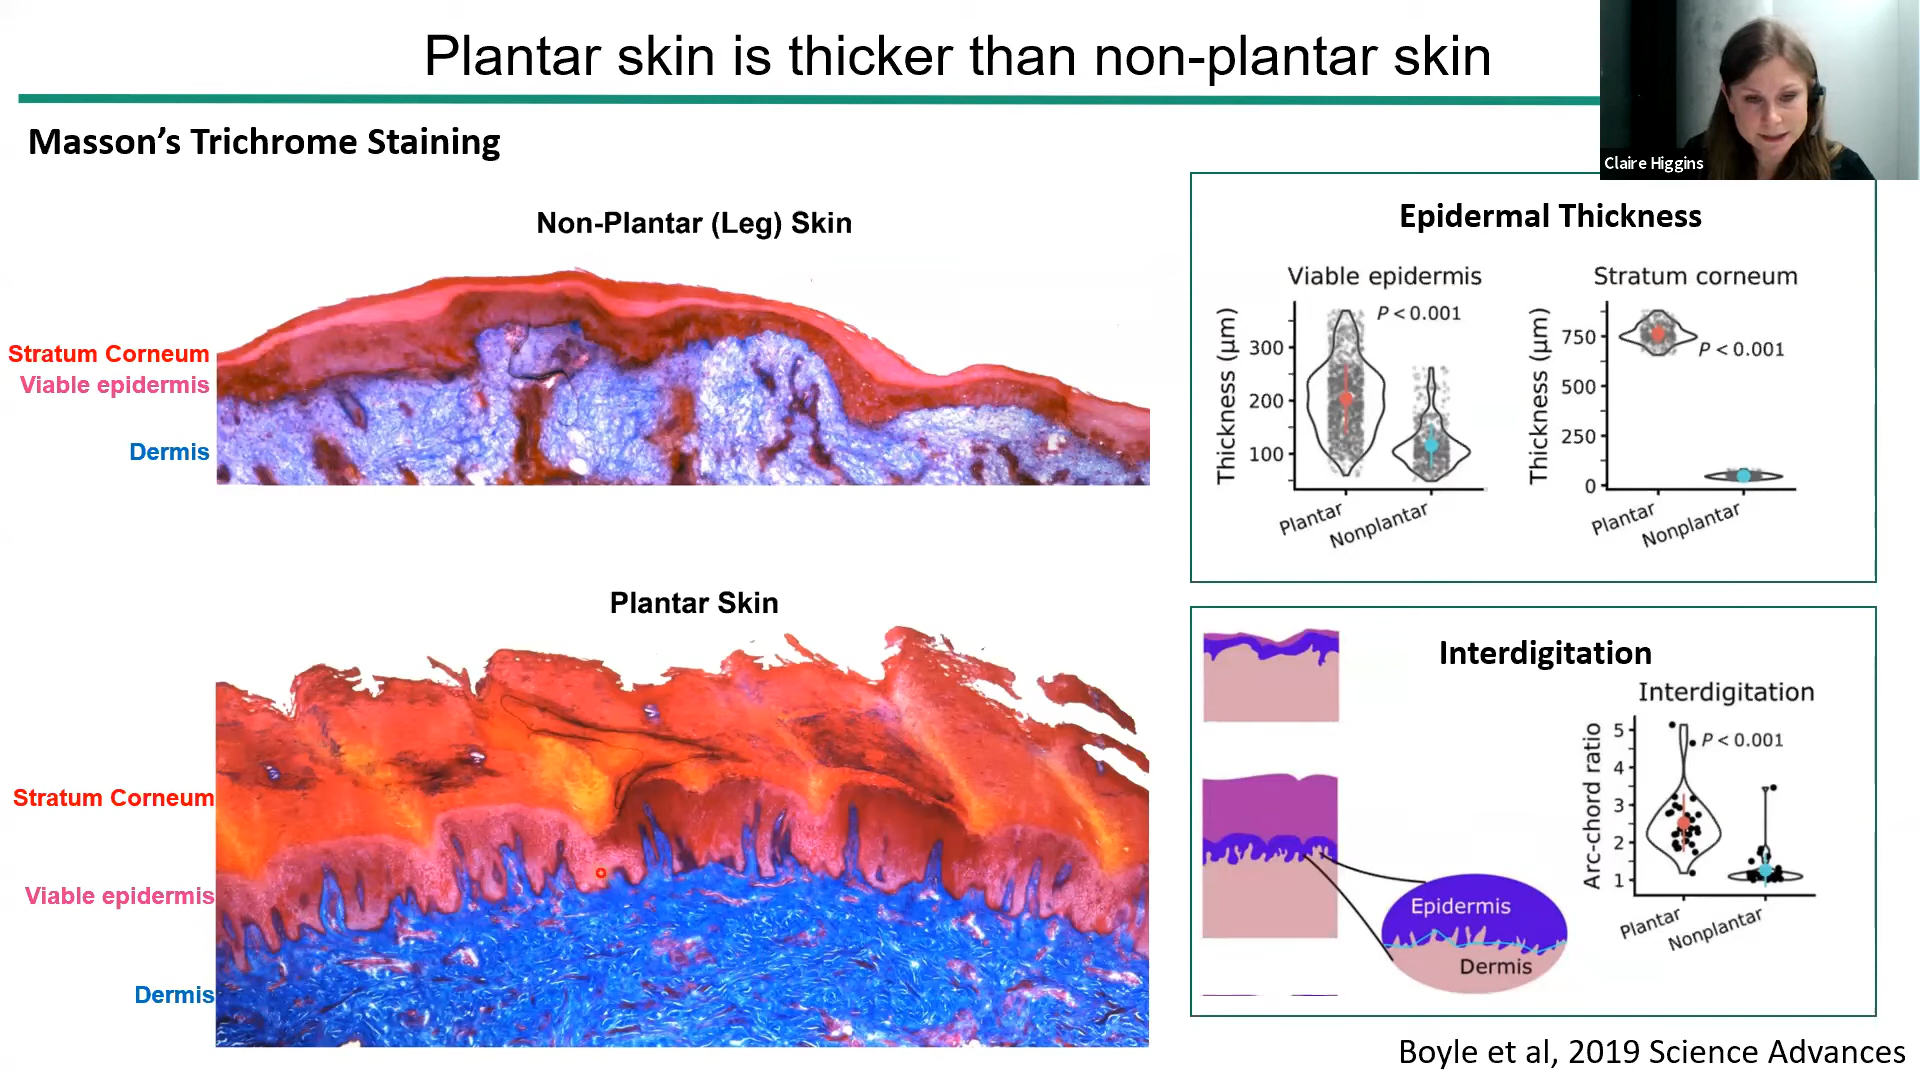 Plantar skin is thicker than non-plantar skin
Claire Higgins
Masson's Trichrome Staining
Non-Plantar (Leg) Skin
Stratum Corneum
Viable epidermis
Dermis
Plantar Skin
Stratum Corneum
Viable epidermis
Dermis
Epidermal Thickness
Viable epidermis
P < 0.001
Thickness (µm)
300
200
100
Plantar
Nonplantar
Stratum corneum
P < 0.001
Thickness (µm)
750
500
250
0
Plantar
Nonplantar
Interdigitation
Interdigitation
P < 0.001
Arc-chord ratio
5
4
3
2
1
Plantar
Nonplantar
Epidermis
Dermis
Boyle et al, 2019 Science Advances